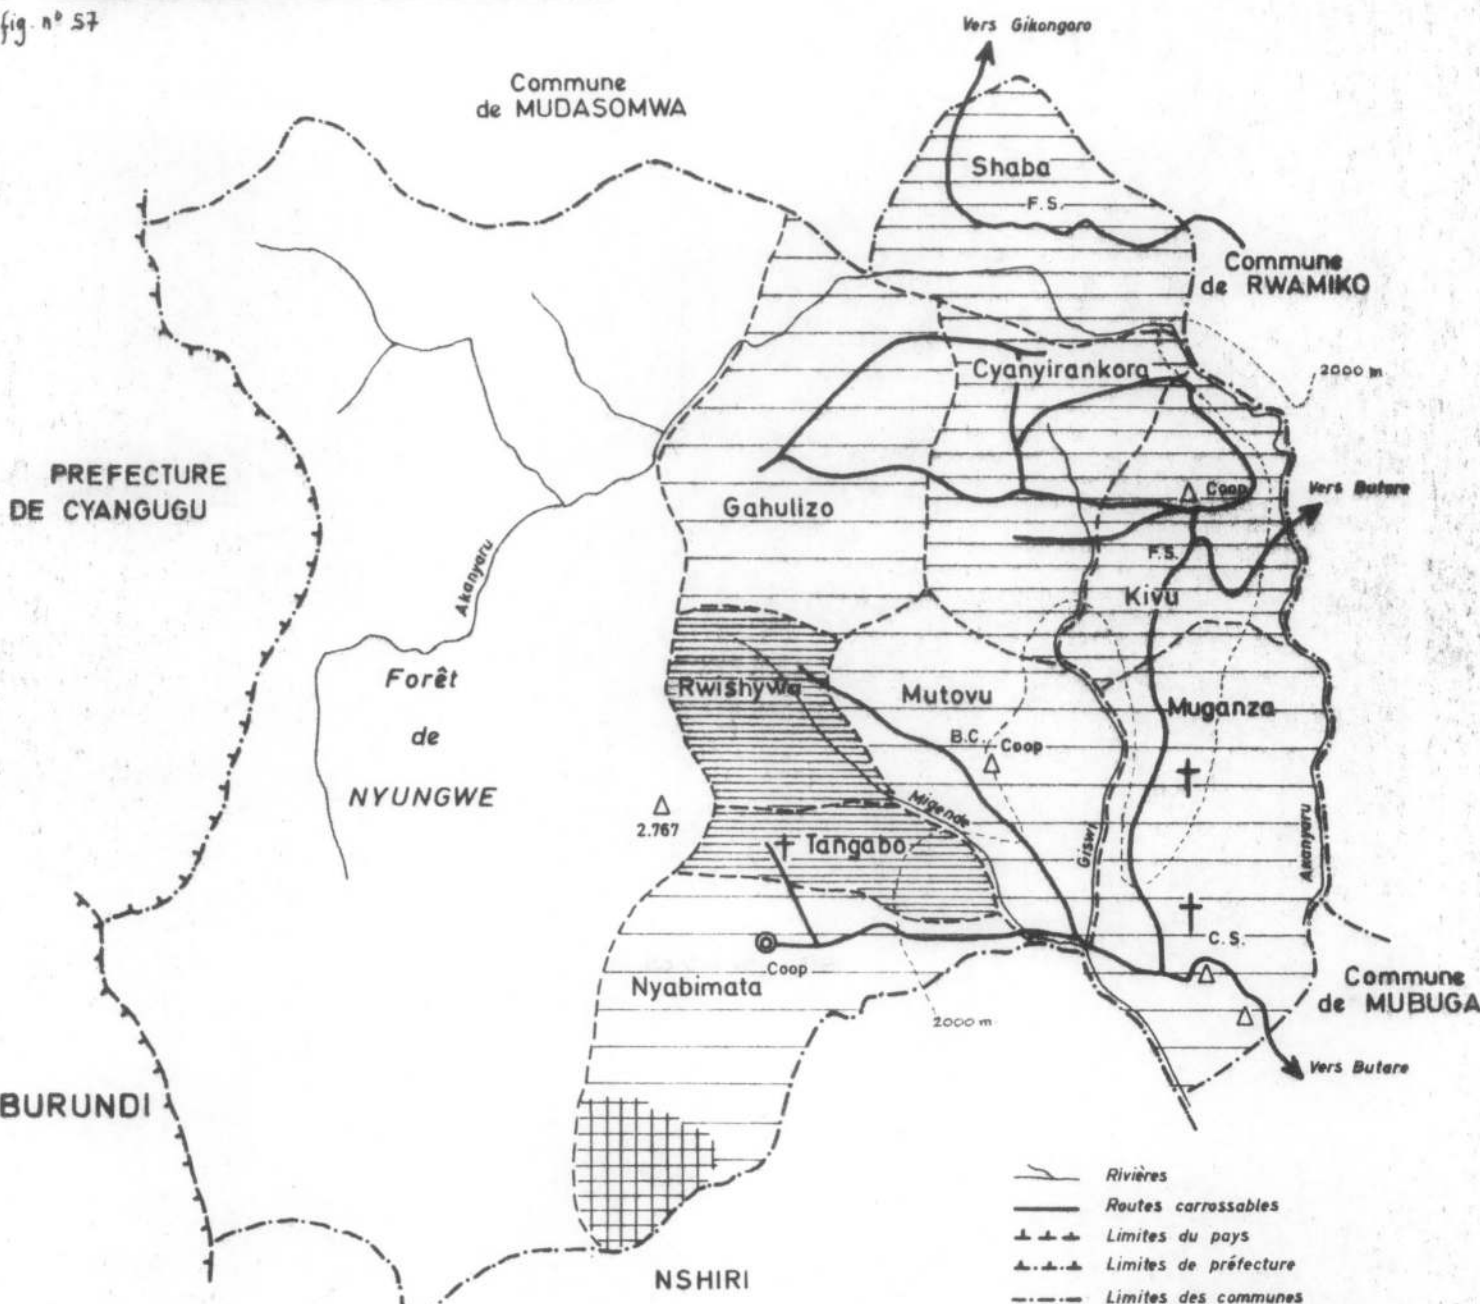 fig. nº 57
Vers Gikongoro
Commune
de MUDASOMWA
Shaba
F.S.
Commune
de RWAMIKO
Cyanyirankora
2000 m
PREFECTURE
DE CYANGUGU
Gahulizo
Coop
Vers Butare
Akanyaru
F.S.
Kivu
Forêt
de
NYUNGWE
Rwishywa
Mutovu
Muganza
B.C.
Coop
2.767
Migende
Tangabo
Giswi
Akanyaru
C.S.
Coop
Nyabimata
Commune
de MUBUGA
2000 m
Vers Butare
BURUNDI
NSHIRI
Rivières
Routes carrossables
Limites du pays
Limites de préfecture
Limites des communes